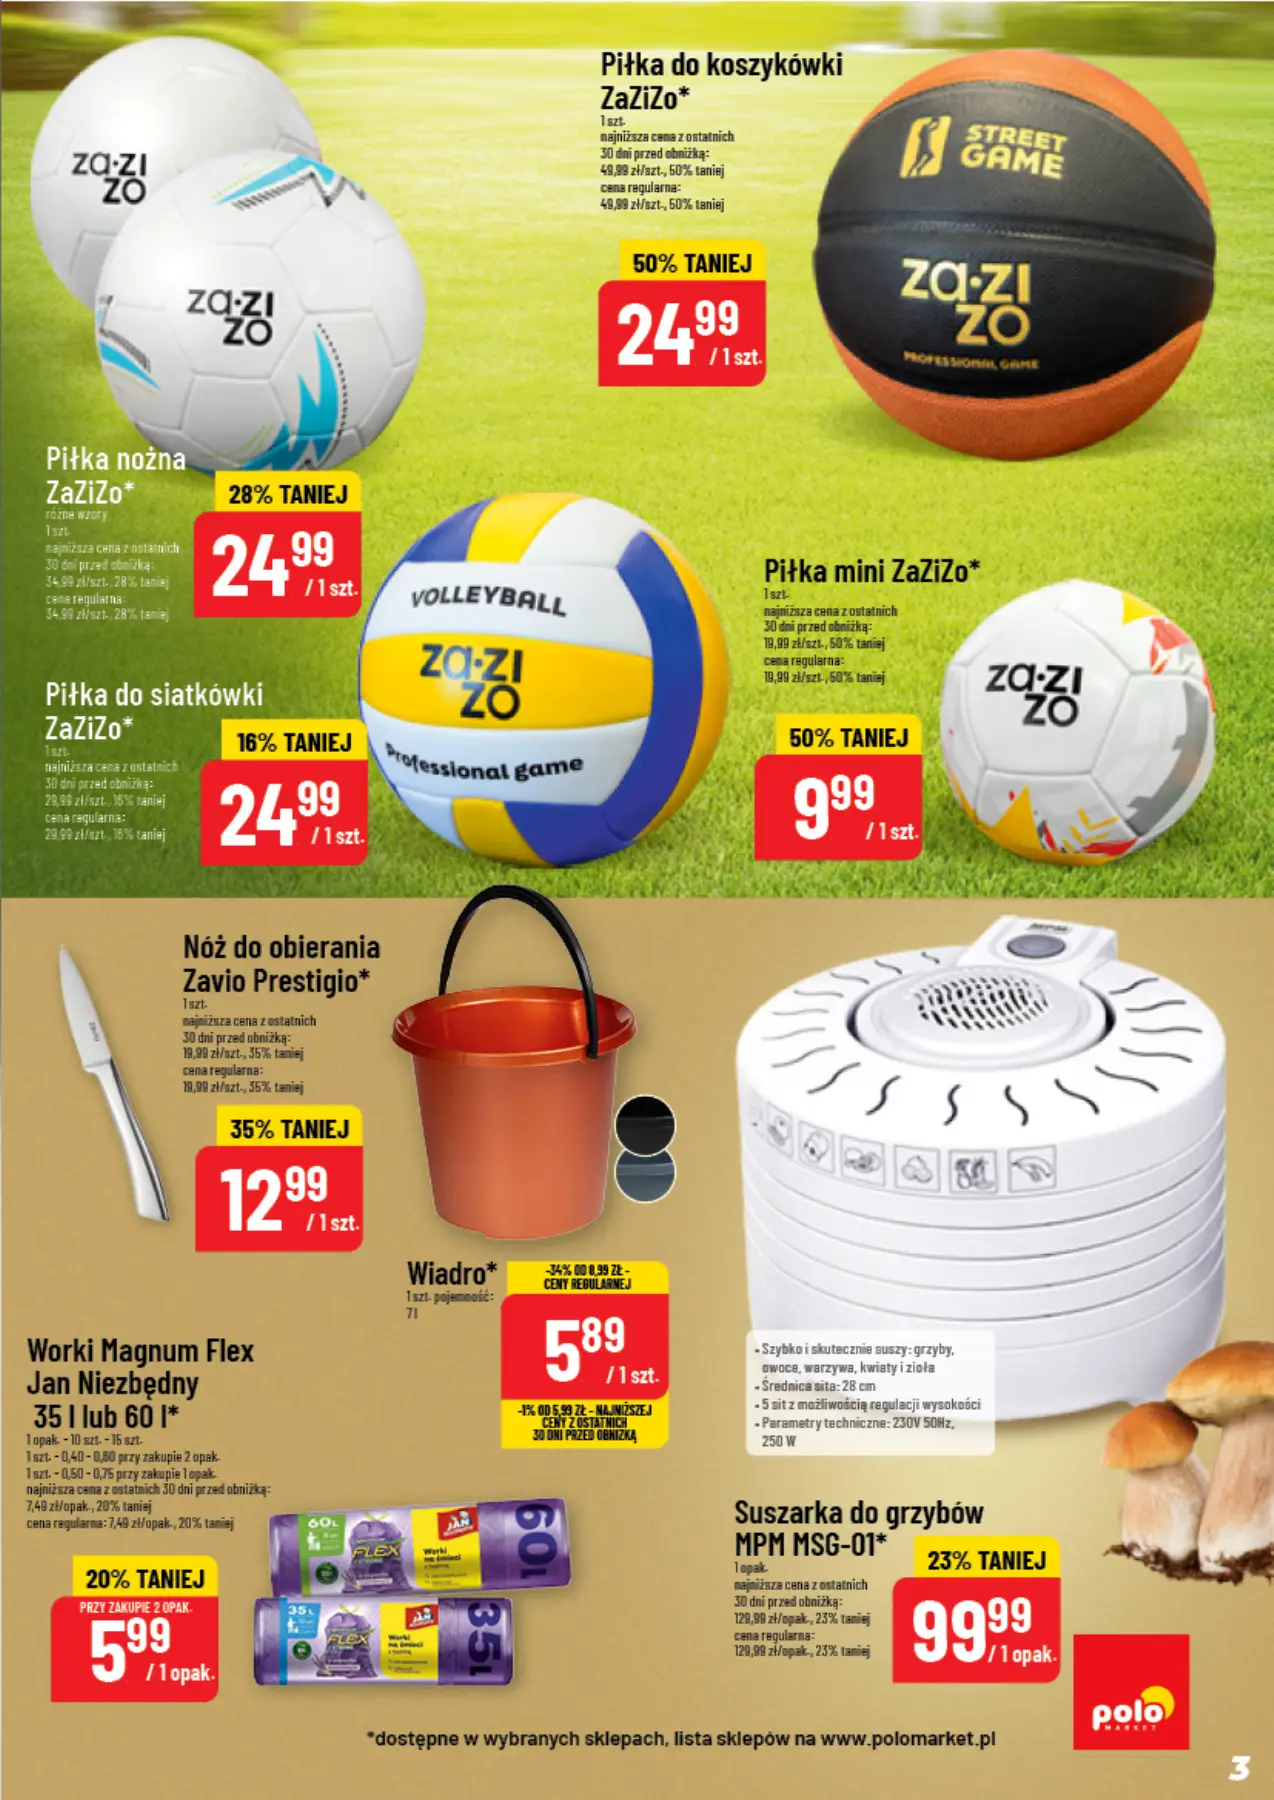 Piłka do koszykówki
ZaZiZo*
1 szt.
najniższa cena z ostatnich
30 dni przed obniżką:
49,99 zł/szt., 50% taniej
cena regularna:
49,99 zł/szt., 50% taniej
50% TANIEJ
24 99
/ 1 szt.
STREET
GAME
za·zi
zo
PROFESSIONAL GAME
za·zi
zo
za·zi
zo
Piłka nożna
ZaZiZo*
różne wzory
1 szt.
najniższa cena z ostatnich
30 dni przed obniżką:
34,99 zł/szt., 28% taniej
cena regularna:
34,99 zł/szt., 28% taniej
28% TANIEJ
24 99
/ 1 szt.
VOLLEYBALL
za·zi
zo
Professional game
Piłka do siatkówki
ZaZiZo*
1 szt.
najniższa cena z ostatnich
30 dni przed obniżką:
29,99 zł/szt., 16% taniej
cena regularna:
29,99 zł/szt., 16% taniej
16% TANIEJ
24 99
/ 1 szt.
Piłka mini ZaZiZo*
1 szt.
najniższa cena z ostatnich
30 dni przed obniżką:
19,99 zł/szt., 50% taniej
cena regularna:
19,99 zł/szt., 50% taniej
50% TANIEJ
9 99
/ 1 szt.
za·zi
zo
Nóż do obierania
Zavio Prestigio*
1 szt.
najniższa cena z ostatnich
30 dni przed obniżką:
19,99 zł/szt., 35% taniej
cena regularna:
19,99 zł/szt., 35% taniej
35% TANIEJ
12 99
/ 1 szt.
Wiadro*
1 szt. pojemność:
7 l
-34% OD 8,99 ZŁ -
CENY REGULARNEJ
5 89
/ 1 szt.
-1% OD 5,99 ZŁ - NAJNIŻSZEJ
CENY Z OSTATNICH
30 DNI PRZED OBNIŻKĄ
MPM
- Szybko i skutecznie suszy: grzyby,
owoce, warzywa, kwiaty i zioła
- Średnica sita: 28 cm
- 5 sit z możliwością regulacji wysokości
- Parametry techniczne: 230V 50Hz,
250 W
Worki Magnum Flex
Jan Niezbędny
35 l lub 60 l*
1 opak. - 10 szt. - 15 szt.
1 szt. - 0,40 - 0,60 przy zakupie 2 opak.
1 szt. - 0,50 - 0,75 przy zakupie 1 opak.
najniższa cena z ostatnich 30 dni przed obniżką:
7,49 zł/opak., 20% taniej
cena regularna: 7,49 zł/opak., 20% taniej
20% TANIEJ
PRZY ZAKUPIE 2 OPAK.
5 99
/ 1 opak.
60L
FLEX
JAN
Worki
na śmieci
60L
35L
FLEX
JAN
Worki
na śmieci
35L
Suszarka do grzybów
MPM MSG-01*
1 opak.
najniższa cena z ostatnich
30 dni przed obniżką:
129,99 zł/opak., 23% taniej
cena regularna:
129,99 zł/opak., 23% taniej
23% TANIEJ
99 99
/ 1 opak.
polo
MARKET
*dostępne w wybranych sklepach, lista sklepów na www.polomarket.pl
3